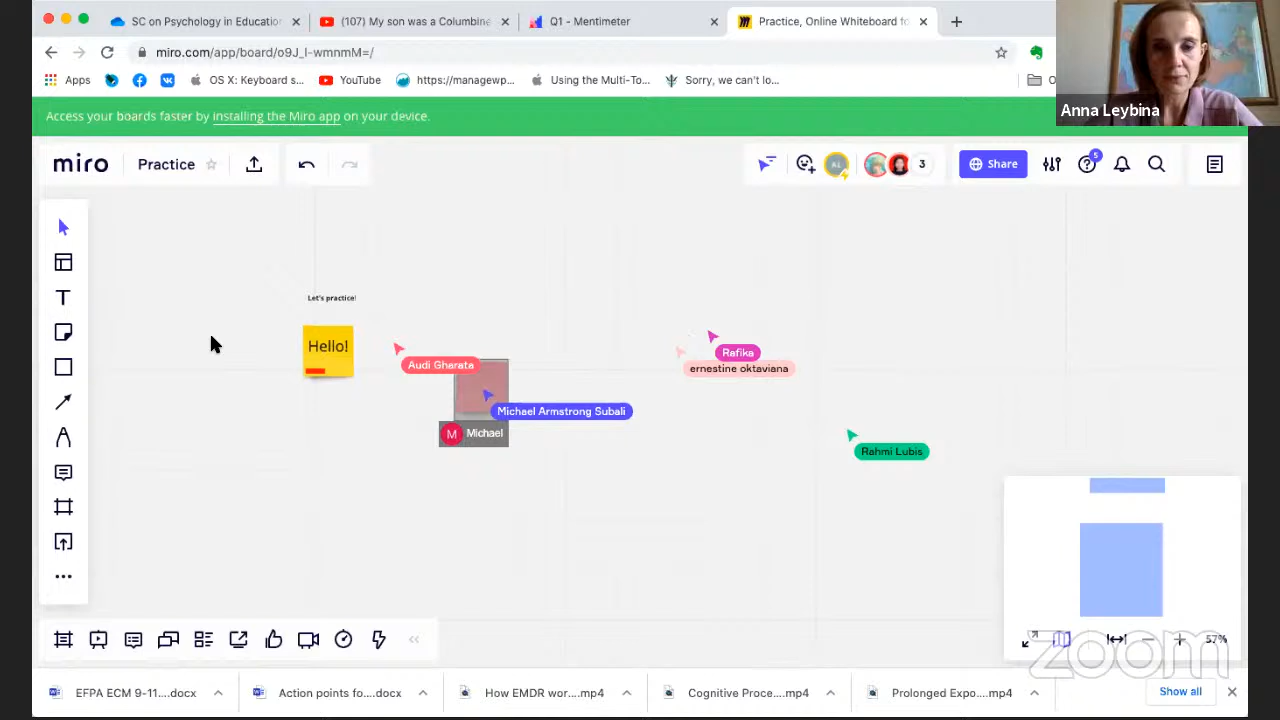 SC on Psychology in Education
(107) My son was a Columbine
Q1 - Mentimeter
Practice, Online Whiteboard fo
miro.com/app/board/o9J_l-wmnmM=/
Apps
OS X: Keyboard s...
YouTube
https://managewp...
Using the Multi-To...
Sorry, we can't lo...
Anna Leybina
Access your boards faster by installing the Miro app on your device.
miro
Practice
3
Share
5
Let's practice!
Hello!
Audi Gharata
Rafika
ernestine oktaviana
Michael Armstrong Subali
M Michael
Rahmi Lubis
57%
zoom
EFPA ECM 9-11....docx
Action points fo....docx
How EMDR wor....mp4
Cognitive Proce....mp4
Prolonged Expo....mp4
Show all